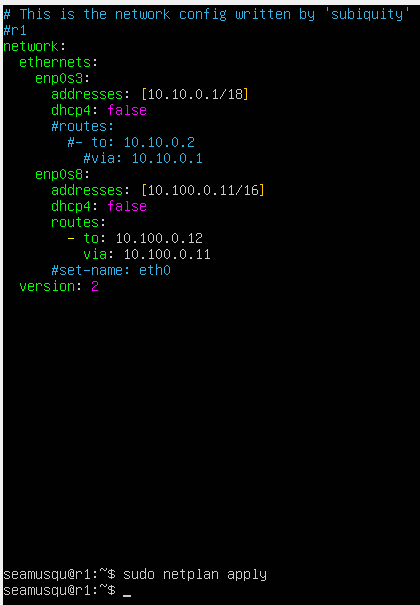 # This is the network config written by 'subiquity'
#r1
network:
  ethernets:
    enp0s3:
      addresses: [10.10.0.1/18]
      dhcp4: false
      #routes:
        #- to: 10.10.0.2
          #via: 10.10.0.1
    enp0s8:
      addresses: [10.100.0.11/16]
      dhcp4: false
      routes:
        - to: 10.100.0.12
          via: 10.100.0.11
      #set-name: eth0
  version: 2
seamusqu@r1:~$ sudo netplan apply
seamusqu@r1:~$ _